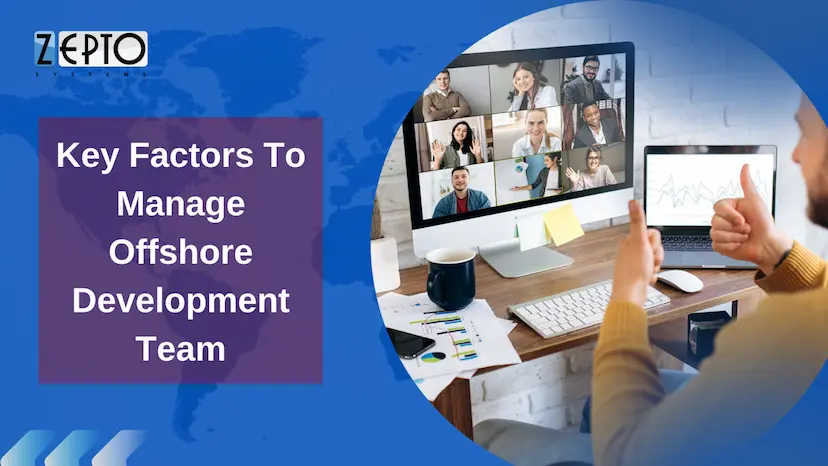 ZEPTO
SYSTEMS
Key Factors To
Manage
Offshore
Development
Team